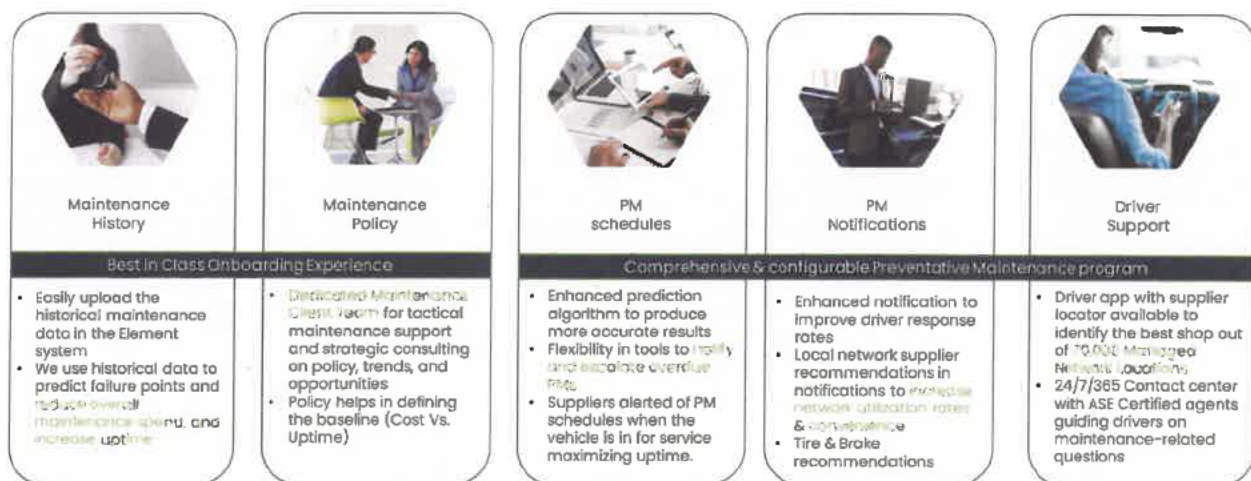 Maintenance
History
Maintenance
Policy
PM
schedules
PM
Notifications
Driver
Support
Best in Class Onboarding Experience
Comprehensive & configurable Preventative Maintenance program
• Easily upload the
historical maintenance
data in the Element
system
• We use historical data to
predict failure points and
reduce overall
maintenance spend, and
increase uptime
• Dedicated Maintenance
Client Team for tactical
maintenance support
and strategic consulting
on policy, trends, and
opportunities
• Policy helps in defining
the baseline (Cost Vs.
Uptime)
• Enhanced prediction
algorithm to produce
more accurate results
• Flexibility in tools to notify
and escalate overdue
PMs
• Suppliers alerted of PM
schedules when the
vehicle is in for service
maximizing uptime.
• Enhanced notification to
improve driver response
rates
• Local network supplier
recommendations in
notifications to increase
network utilization rates
& convenience
• Tire & Brake
recommendations
• Driver app with supplier
locator available to
identify the best shop out
of 70,000 Managed
Network Locations
• 24/7/365 Contact center
with ASE Certified agents
guiding drivers on
maintenance-related
questions